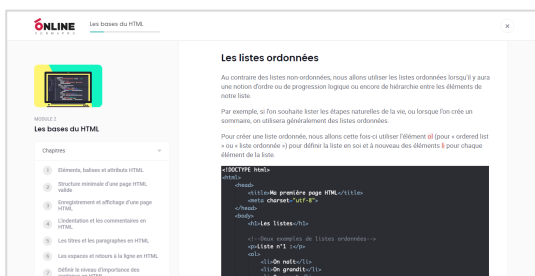 ONLINE
FORMAPRO
Les bases du HTML
MODULE 2
Les bases du HTML
Chapitres
1 Eléments, balises et attributs HTML
2 Structure minimale d'une page HTML
valide
3 Enregistrement et affichage d'une page
HTML
4 L'indentation et les commentaires en
HTML
5 Les titres et les paragraphes en HTML
6 Les espaces et retours à la ligne en HTML
7 Définir le niveau d'importance des
Les listes ordonnées
Au contraire des listes non-ordonnées, nous allons utiliser les listes ordonnées lorsqu'il y aura
une notion d'ordre ou de progression logique ou encore de hiérarchie entre les éléments de
notre liste.
Par exemple, si l'on souhaite lister les étapes naturelles de la vie, ou lorsque l'on crée un
sommaire, on utilisera généralement des listes ordonnées.
Pour créer une liste ordonnée, nous allons cette fois-ci utiliser l'élément ol (pour « ordered list
» ou « liste ordonnée ») pour définir la liste en soi et à nouveau des éléments li pour chaque
élément de la liste.
<!DOCTYPE html>
<html>
<head>
<title>Ma première page HTML</title>
<meta charset="utf-8">
</head>
<body>
<h1>Les listes</h1>
<!--Deux exemples de listes ordonnées-->
<p>Liste n°1 :</p>
<ol>
<li>On naît</li>
<li>On grandit</li>